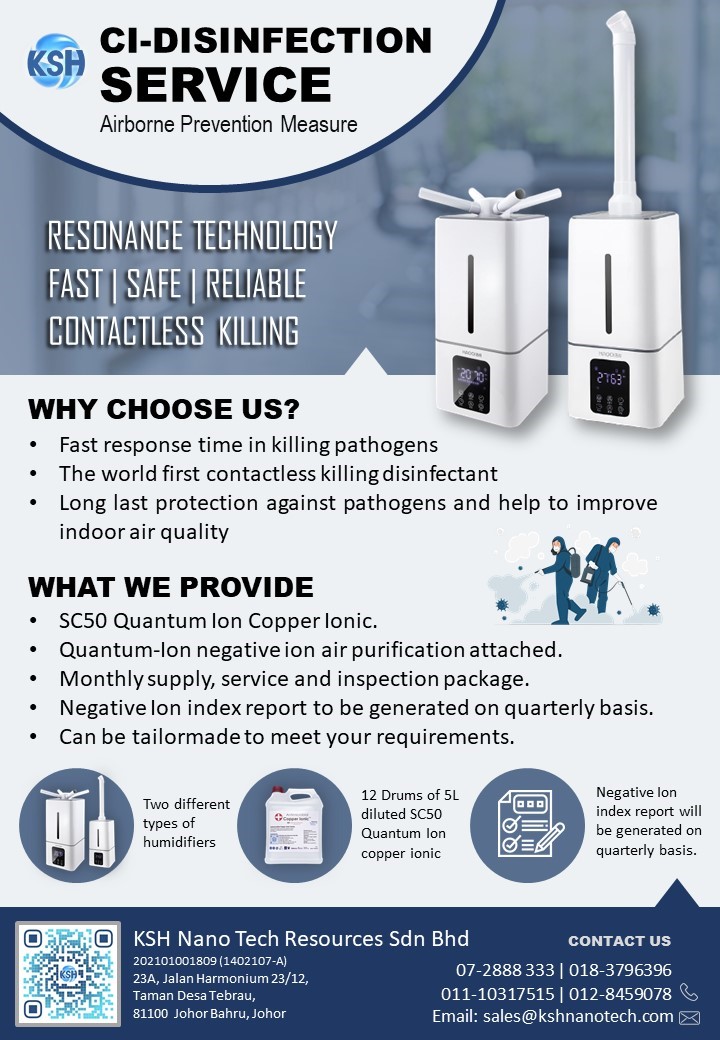 KSH
CI-DISINFECTION
SERVICE
Airborne Prevention Measure
RESONANCE TECHNOLOGY
FAST | SAFE | RELIABLE
CONTACTLESS KILLING
2070
2763
WHY CHOOSE US?
• Fast response time in killing pathogens
• The world first contactless killing disinfectant
• Long last protection against pathogens and help to improve
indoor air quality
WHAT WE PROVIDE
• SC50 Quantum Ion Copper Ionic.
• Quantum-Ion negative ion air purification attached.
• Monthly supply, service and inspection package.
• Negative Ion index report to be generated on quarterly basis.
• Can be tailormade to meet your requirements.
Two different
types of
humidifiers
Copper Ionic
12 Drums of 5L
diluted SC50
Quantum Ion
copper ionic
Negative Ion
index report will
be generated on
quarterly basis.
KSH
KSH Nano Tech Resources Sdn Bhd
202101001809 (1402107-A)
23A, Jalan Harmonium 23/12,
Taman Desa Tebrau,
81100 Johor Bahru, Johor
CONTACT US
07-2888 333 | 018-3796396
011-10317515 | 012-8459078
Email: sales@kshnanotech.com